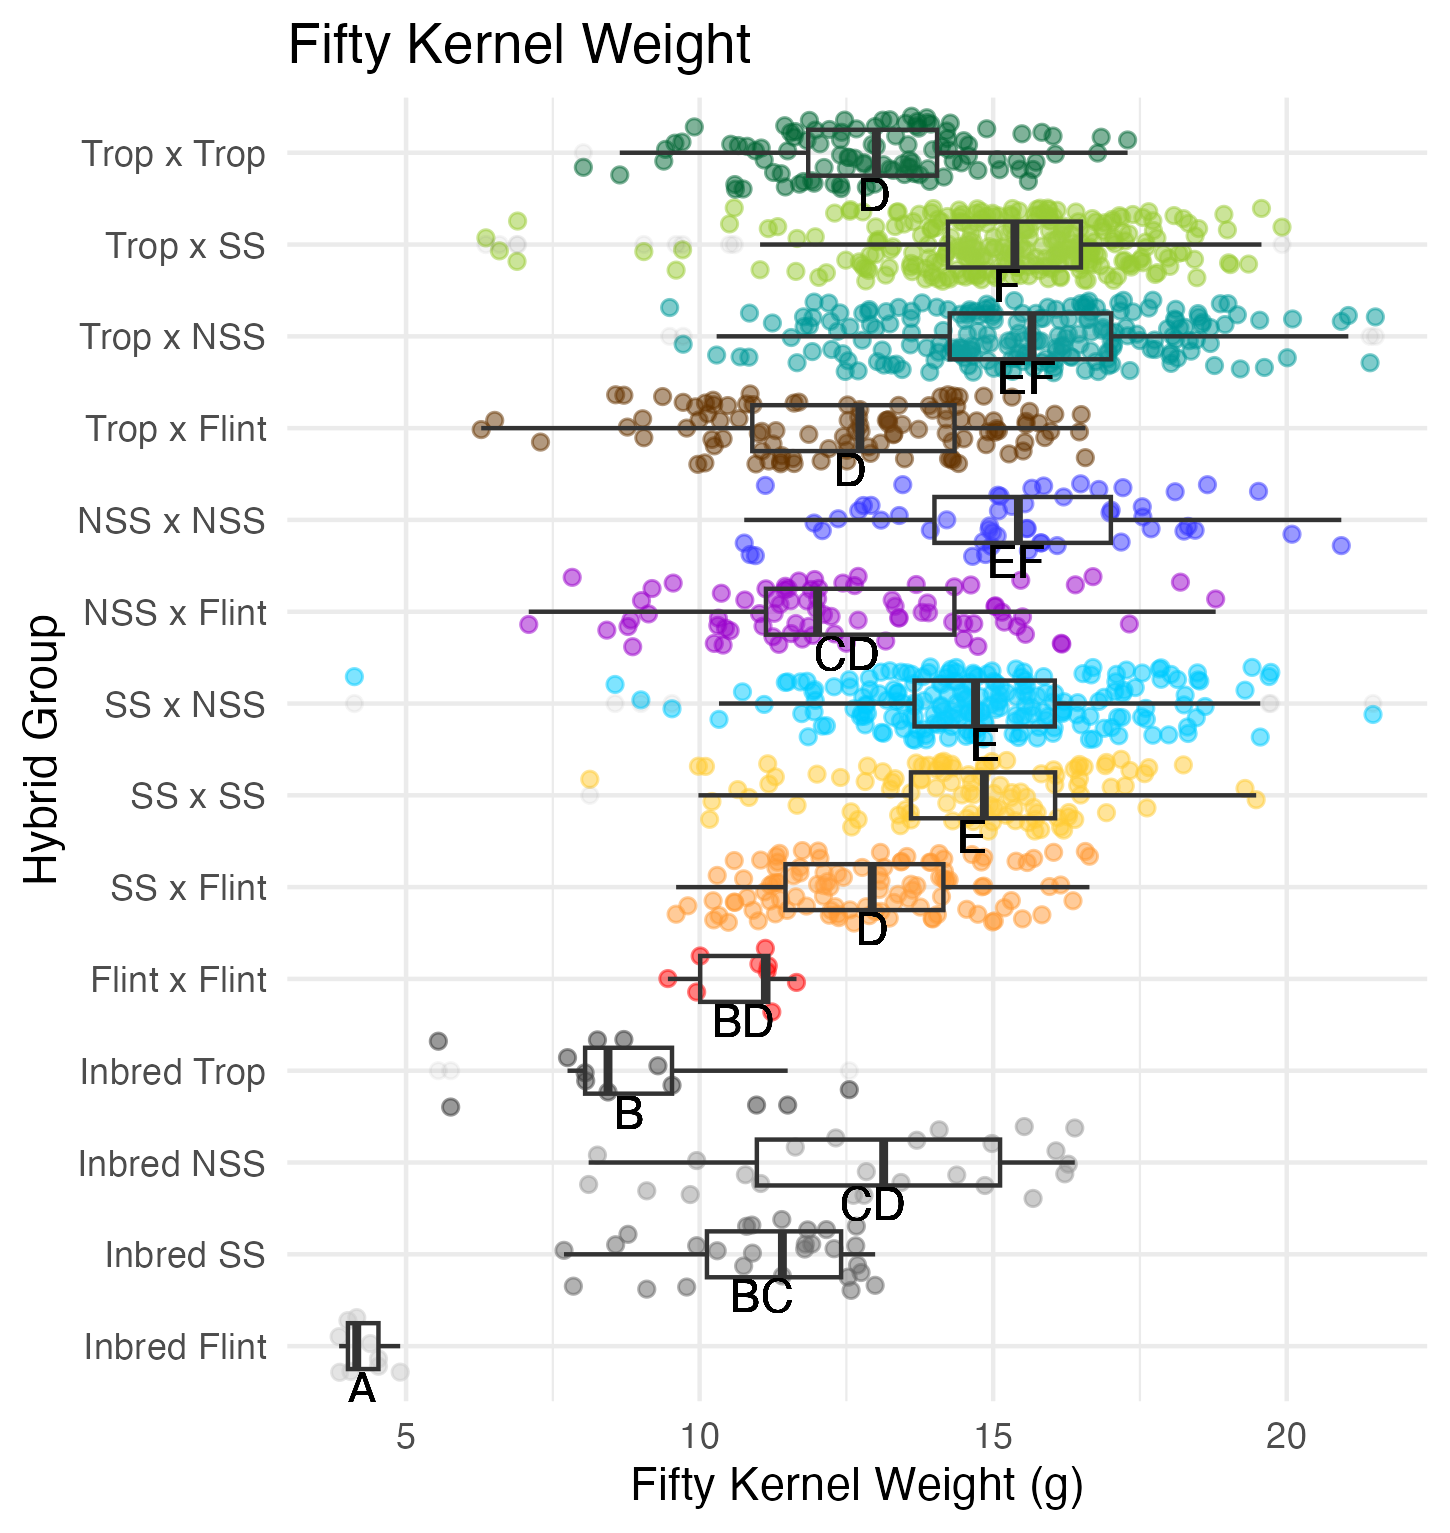 Fifty Kernel Weight
Hybrid Group
Trop x Trop
D
Trop x SS
F
Trop x NSS
EF
Trop x Flint
D
NSS x NSS
EF
NSS x Flint
CD
SS x NSS
E
SS x SS
E
SS x Flint
D
Flint x Flint
BD
Inbred Trop
B
Inbred NSS
CD
Inbred SS
BC
Inbred Flint
A
5 10 15 20
Fifty Kernel Weight (g)